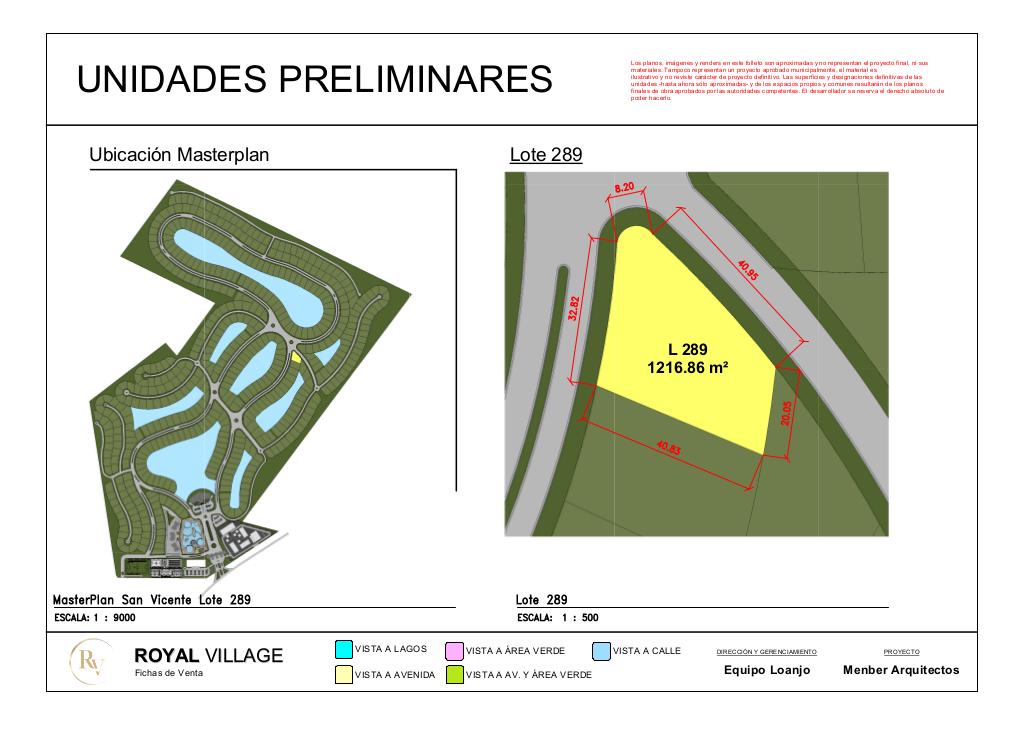 UNIDADES PRELIMINARES
Los planos, imágenes y renders en este folleto son aproximadas y no representan el proyecto final, ni sus
materiales. Tampoco representan un proyecto aprobado municipalmente, el material es
ilustrativo y no reviste carácter de proyecto definitivo. Las superficies y designaciones definitivas de las
unidades -hasta ahora sólo aproximadas- y de los espacios propios y comunes resultarán de los planos
finales de obra aprobados por las autoridades competentes. El desarrollador se reserva el derecho absoluto de
poder hacerlo.
Ubicación Masterplan
Lote 289
8.20
40.95
32.82
L 289
1216.86 m²
20.05
40.83
MasterPlan San Vicente Lote 289
ESCALA: 1 : 9000
Lote 289
ESCALA: 1 : 500
RV
ROYAL VILLAGE
Fichas de Venta
VISTA A LAGOS
VISTA A ÁREA VERDE
VISTA A CALLE
VISTA A AVENIDA
VISTA A AV. Y ÁREA VERDE
DIRECCIÓN Y GERENCIAMIENTO
Equipo Loanjo
PROYECTO
Menber Arquitectos